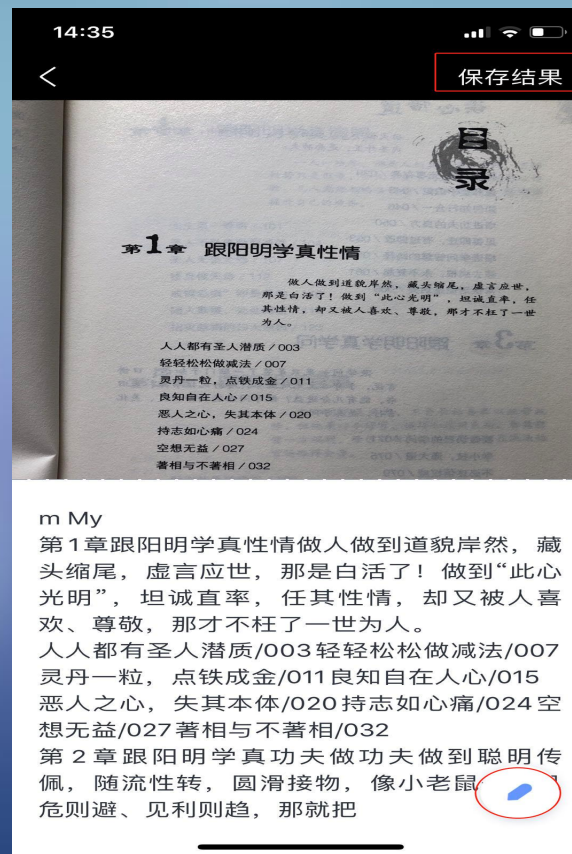 14:35
保存结果
目
录
第1章 跟阳明学真性情
做人做到道貌岸然，藏头缩尾，虚言应世，
那是白活了！做到“此心光明”，坦诚直率，任
其性情，却又被人喜欢、尊敬，那才不枉了一世
为人。
人人都有圣人潜质/003
轻轻松松做减法/007
灵丹一粒，点铁成金/011
良知自在人心/015
恶人之心，失其本体/020
持志如心痛/024
空想无益/027
著相与不著相/032
m My
第1章跟阳明学真性情做人做到道貌岸然，藏
头缩尾，虚言应世，那是白活了！做到“此心
光明”，坦诚直率，任其性情，却又被人喜
欢、尊敬，那才不枉了一世为人。
人人都有圣人潜质/003轻轻松松做减法/007
灵丹一粒，点铁成金/011良知自在人心/015
恶人之心，失其本体/020持志如心痛/024空
想无益/027著相与不著相/032
第2章跟阳明学真功夫做功夫做到聪明传
佩，随流性转，圆滑接物，像小老鼠
危则避、见利则趋，那就把